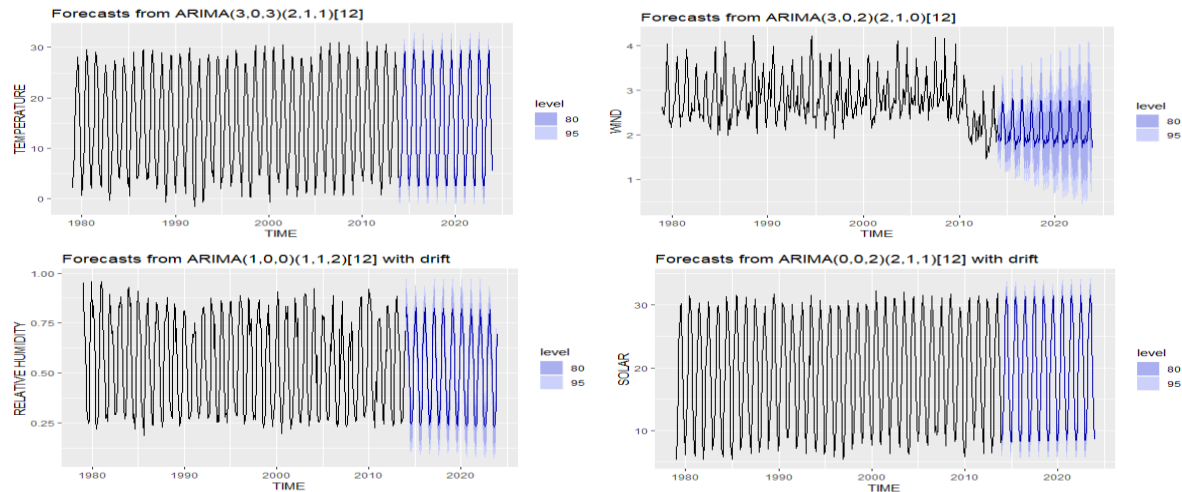 Forecasts from ARIMA(3,0,3)(2,1,1)[12]
TEMPERATURE
30
20
10
0
1980
1990
2000
2010
2020
TIME
level
80
95
Forecasts from ARIMA(3,0,2)(2,1,0)[12]
WIND
4
3
2
1
1980
1990
2000
2010
2020
TIME
level
80
95
Forecasts from ARIMA(1,0,0)(1,1,2)[12] with drift
RELATIVE HUMIDITY
1.00
0.75
0.50
0.25
1980
1990
2000
2010
2020
TIME
level
80
95
Forecasts from ARIMA(0,0,2)(2,1,1)[12] with drift
SOLAR
30
20
10
1980
1990
2000
2010
2020
TIME
level
80
95